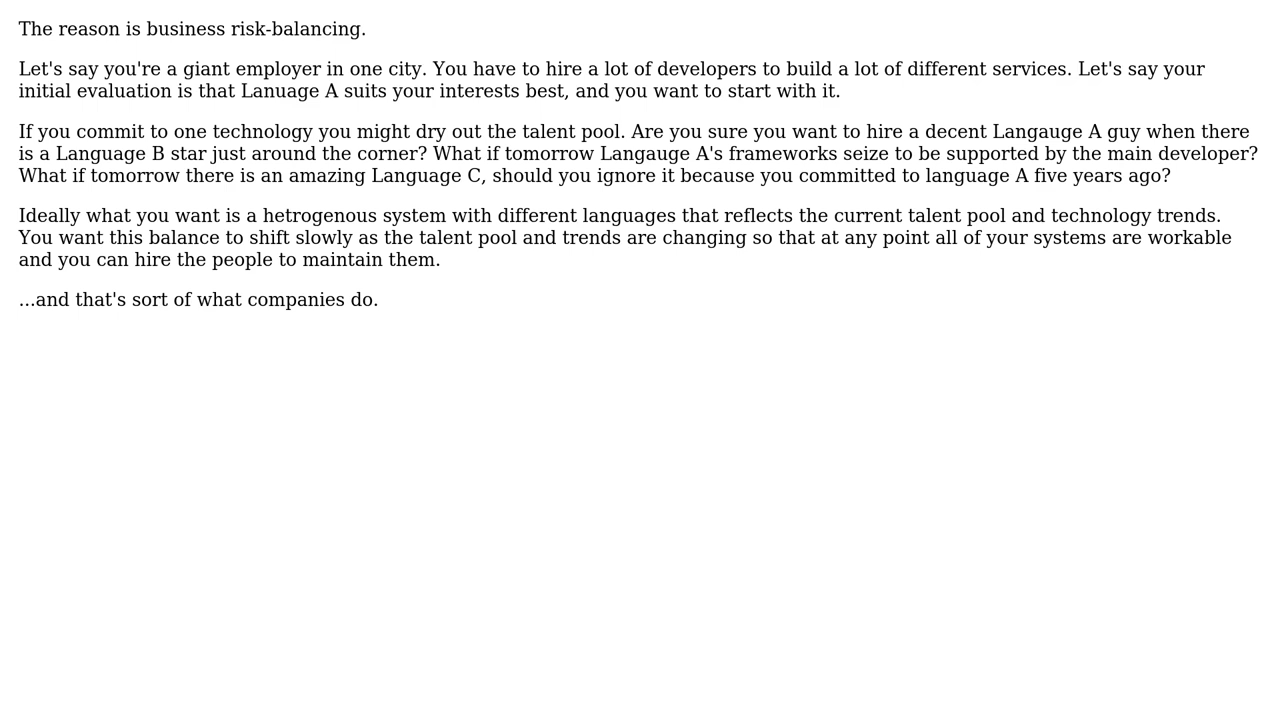 The reason is business risk-balancing.
Let's say you're a giant employer in one city. You have to hire a lot of developers to build a lot of different services. Let's say your
initial evaluation is that Lanuage A suits your interests best, and you want to start with it.
If you commit to one technology you might dry out the talent pool. Are you sure you want to hire a decent Langauge A guy when there
is a Language B star just around the corner? What if tomorrow Langauge A's frameworks seize to be supported by the main developer?
What if tomorrow there is an amazing Language C, should you ignore it because you committed to language A five years ago?
Ideally what you want is a hetrogenous system with different languages that reflects the current talent pool and technology trends.
You want this balance to shift slowly as the talent pool and trends are changing so that at any point all of your systems are workable
and you can hire the people to maintain them.
...and that's sort of what companies do.